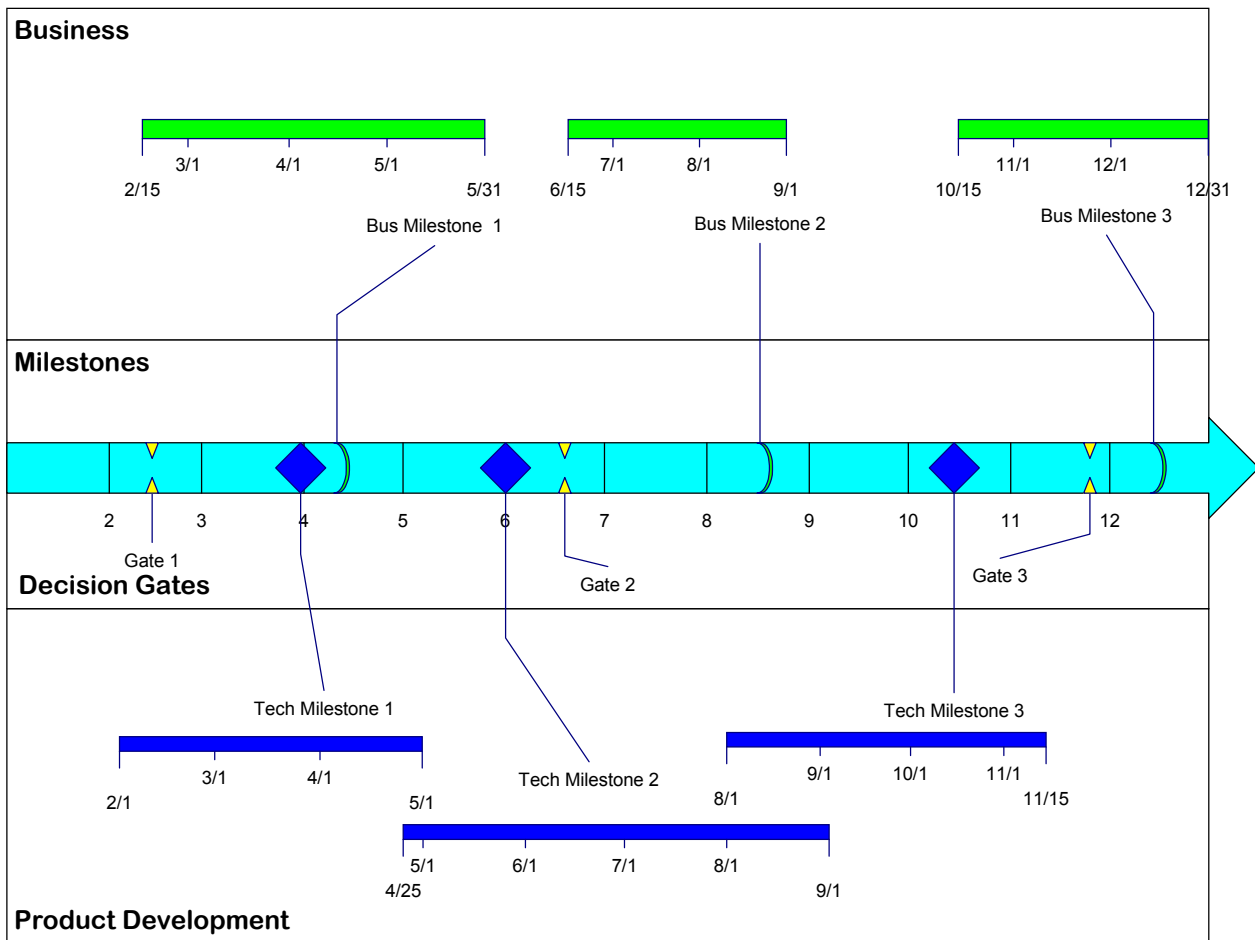 Business
3/1 4/1 5/1 7/1 8/1 11/1 12/1
2/15 5/31 6/15 9/1 10/15 12/31
Bus Milestone  1 Bus Milestone 2 Bus Milestone 3
Milestones
2 3 4 5 6 7 8 9 10 11 12
Gate 1 Gate 2 Gate 3
Decision Gates
Tech Milestone 1 Tech Milestone 3
3/1 4/1 Tech Milestone 2 9/1 10/1 11/1
2/1 5/1 8/1 11/15
5/1 6/1 7/1 8/1
4/25 9/1
Product Development